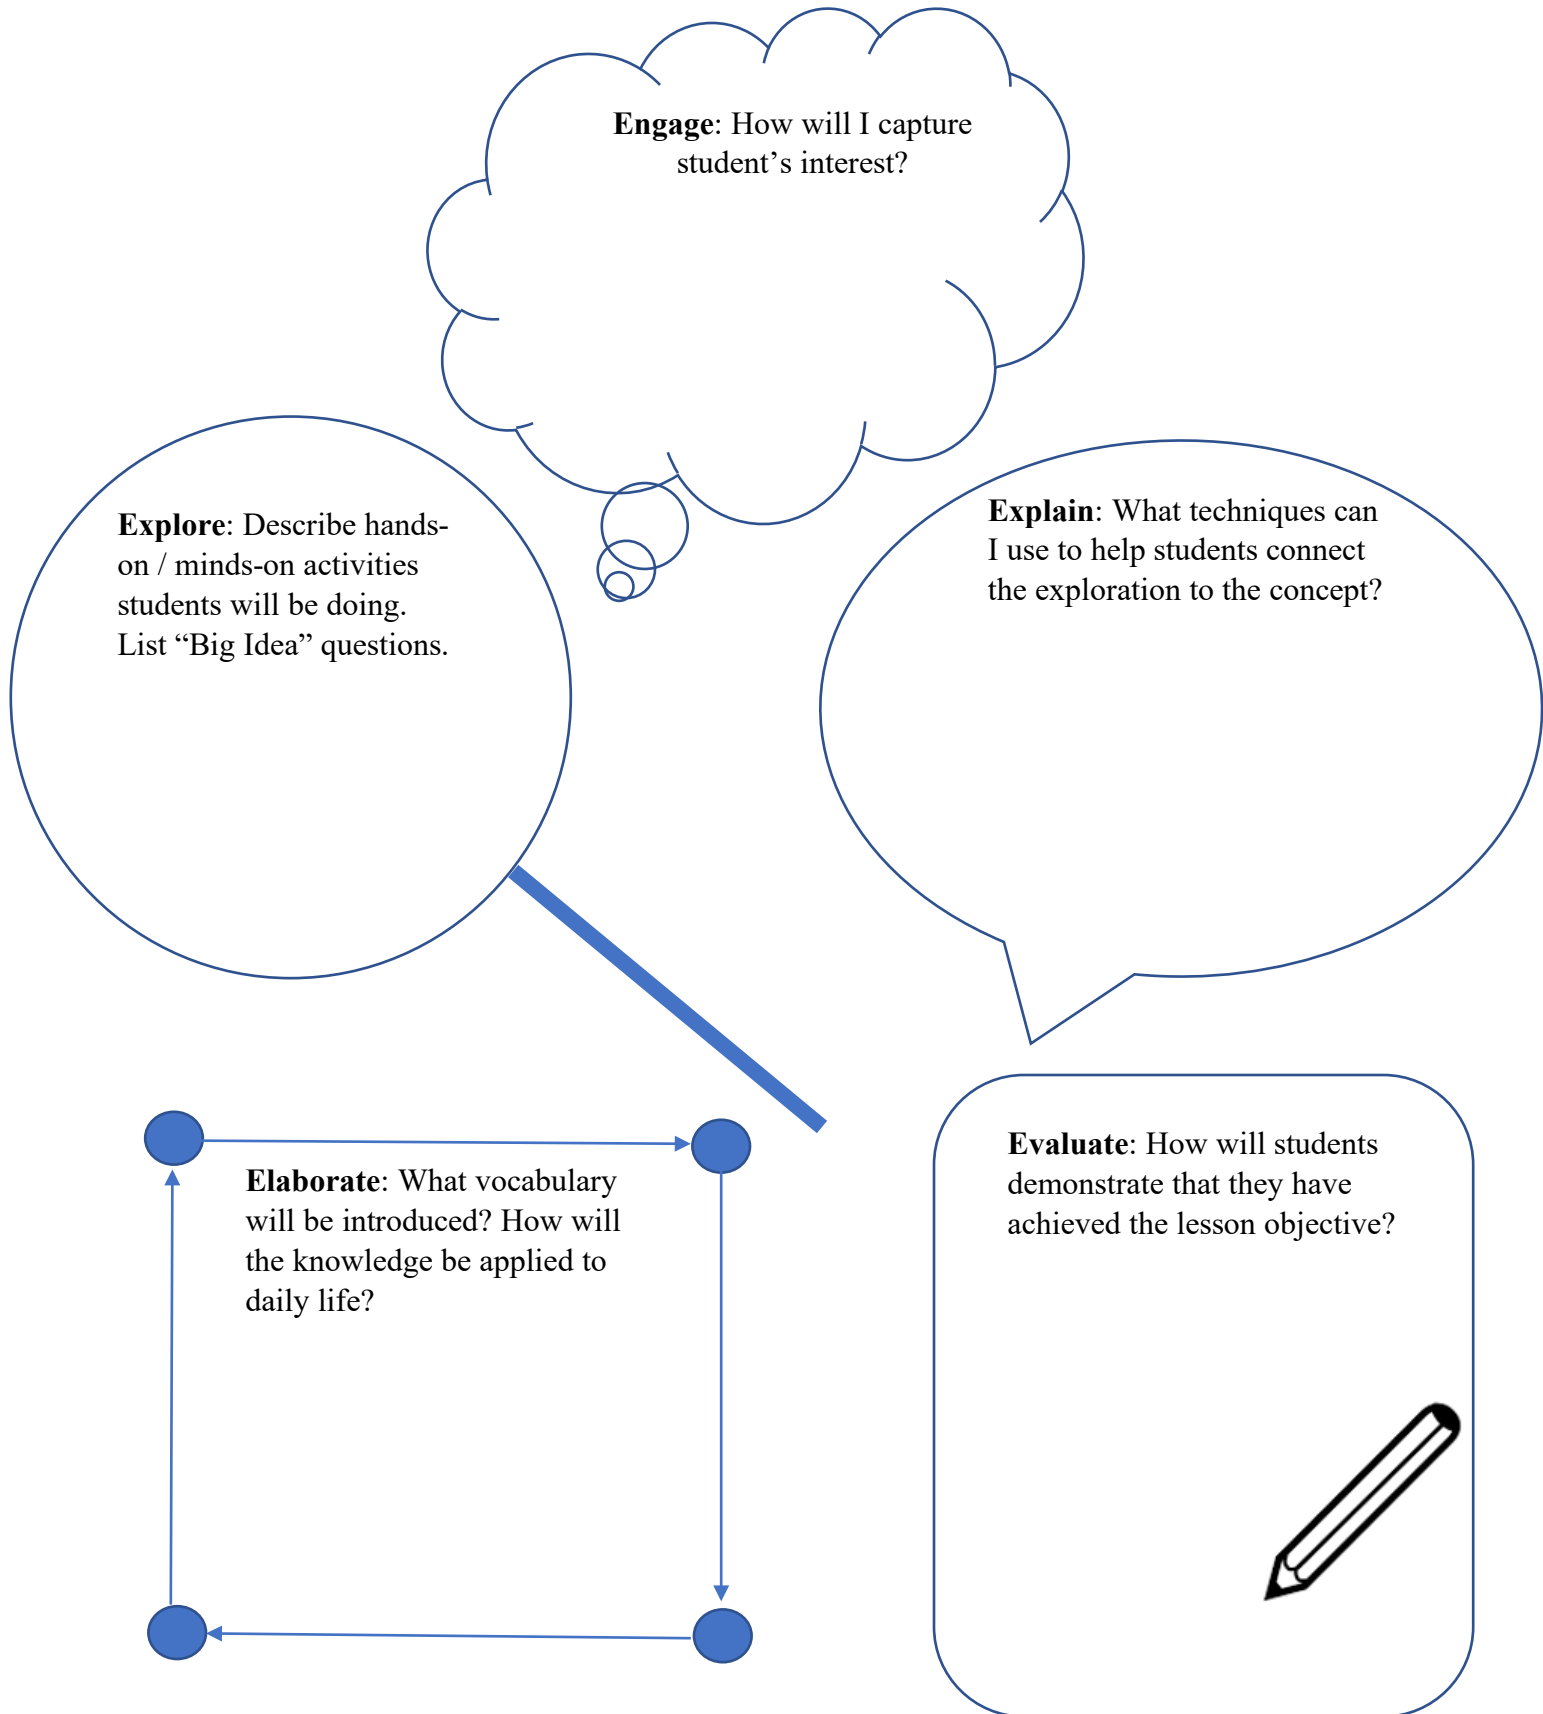 Engage: How will I capture
student’s interest?
Explore: Describe hands-
on / minds-on activities
students will be doing.
List “Big Idea” questions.
Explain: What techniques can
I use to help students connect
the exploration to the concept?
Elaborate: What vocabulary
will be introduced? How will
the knowledge be applied to
daily life?
Evaluate: How will students
demonstrate that they have
achieved the lesson objective?